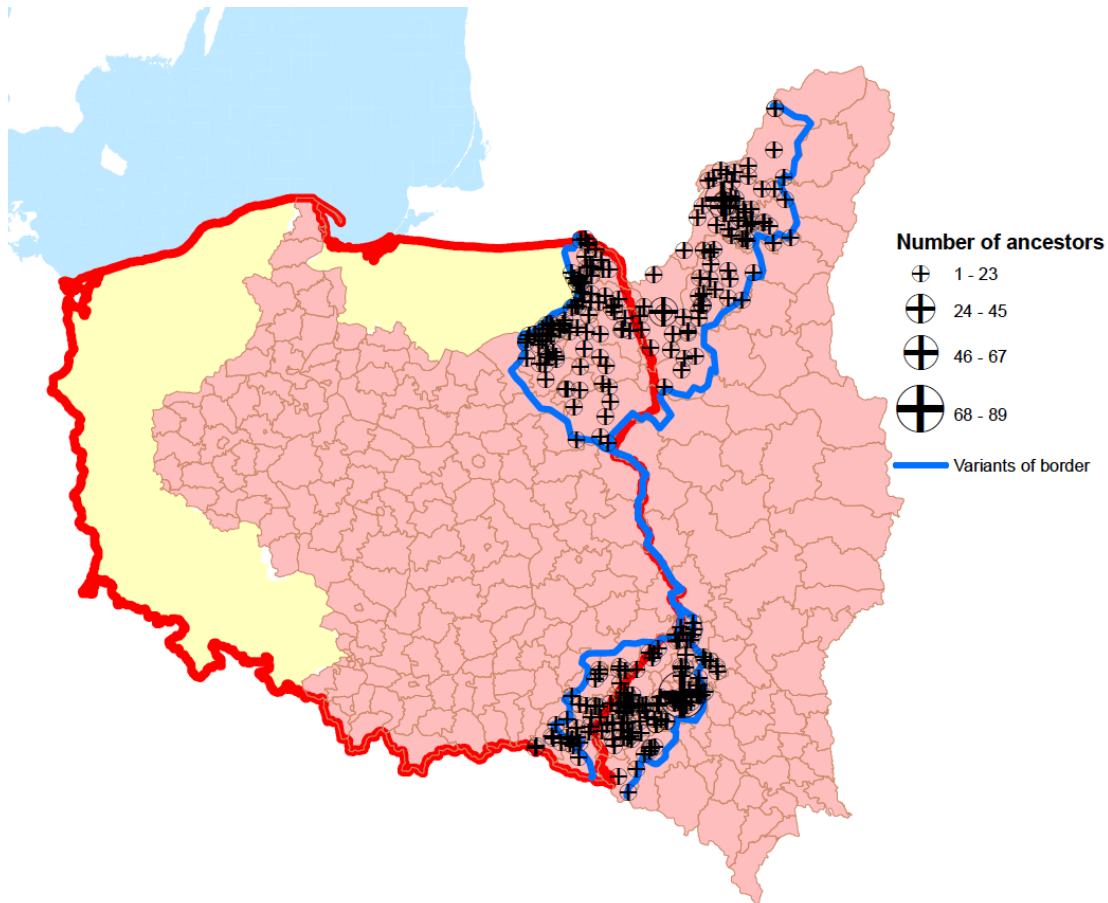 Number of ancestors
1 - 23
24 - 45
46 - 67
68 - 89
Variants of border